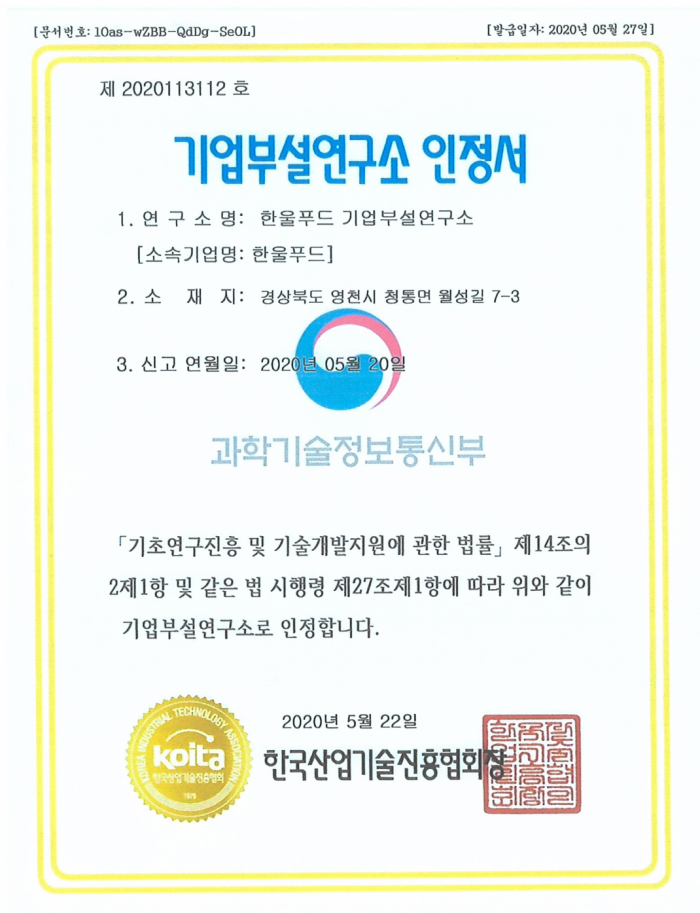 [문서번호: 1Oas-wZBB-QdDg-SeOL]
[발급일자: 2020년 05월 27일]
제 2020113112 호
기업부설연구소 인정서
1. 연 구 소 명: 한울푸드 기업부설연구소
[소속기업명: 한울푸드]
2. 소 재 지: 경상북도 영천시 청통면 월성길 7-3
3. 신고 연월일: 2020년 05월 20일
과학기술정보통신부
「기초연구진흥 및 기술개발지원에 관한 법률」 제14조의
2제1항 및 같은 법 시행령 제27조제1항에 따라 위와 같이
기업부설연구소로 인정합니다.
2020년 5월 22일
한국산업기술진흥협회장
KOREA INDUSTRIAL TECHNOLOGY ASSOCIATION
koita
한국산업기술진흥협회
1979